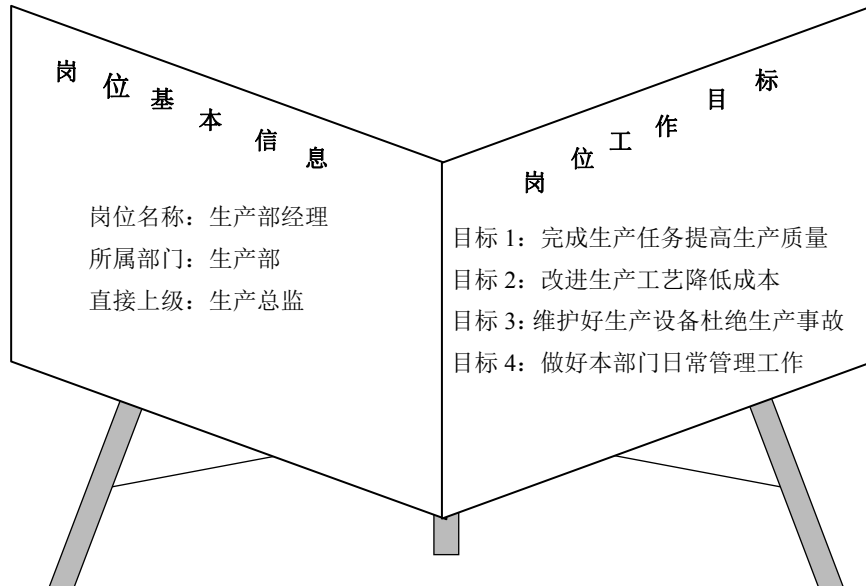 岗位基本信息
岗位名称：生产部经理
所属部门：生产部
直接上级：生产总监
岗位工作目标
目标 1：完成生产任务提高生产质量
目标 2：改进生产工艺降低成本
目标 3：维护好生产设备杜绝生产事故
目标 4：做好本部门日常管理工作